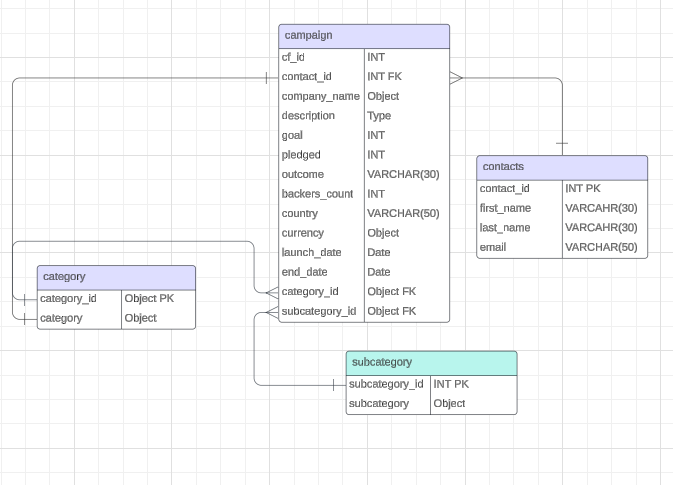 campaign
cf_id INT
contact_id INT FK
company_name Object
description Type
goal INT
pledged INT
outcome VARCHAR(30)
backers_count INT
country VARCHAR(50)
currency Object
launch_date Date
end_date Date
category_id Object FK
subcategory_id Object FK
contacts
contact_id INT PK
first_name VARCAHR(30)
last_name VARCAHR(30)
email VARCHAR(50)
category
category_id Object PK
category Object
subcategory
subcategory_id INT PK
subcategory Object